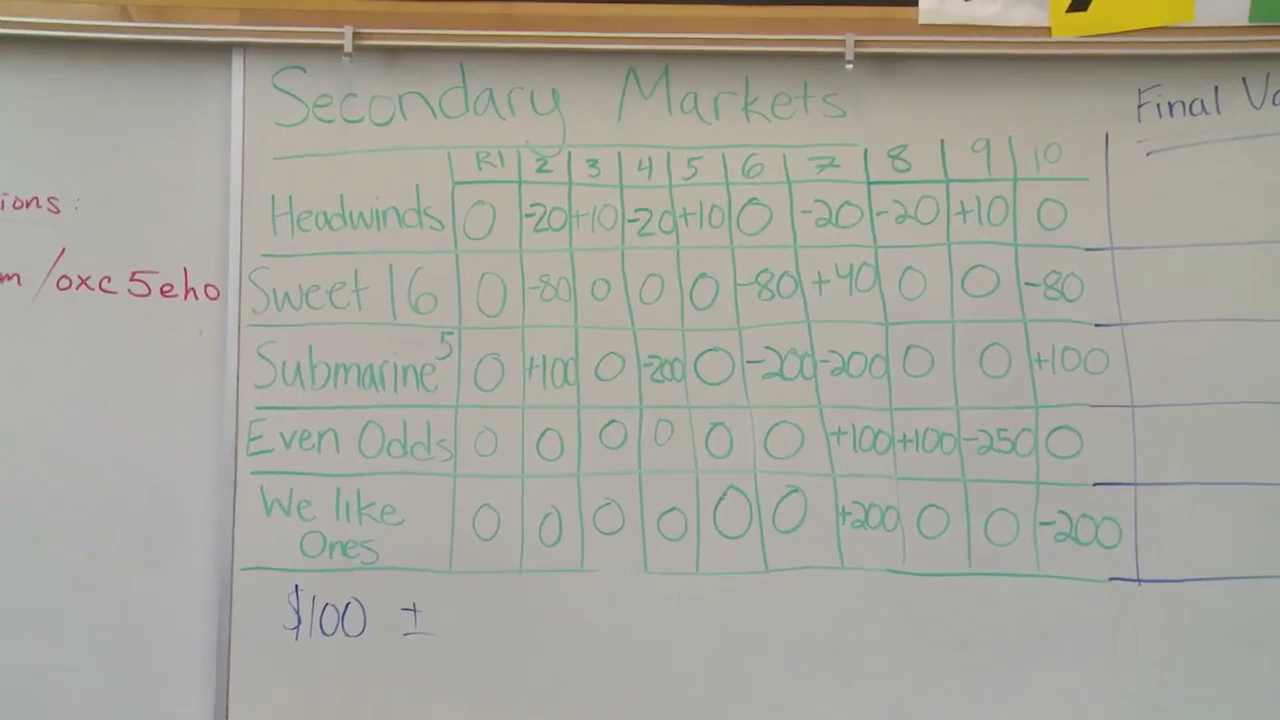 Secondary Markets
Final
R1 2 3 4 5 6 7 8 9 10
Headwinds 0 -20 +10 -20 +10 0 -20 -20 +10 0
ions:
m/oxc5eho
Sweet 16 0 -80 0 0 0 -80 +40 0 0 -80
Submarine 5 0 +100 0 -200 0 -200 -200 0 0 +100
Even Odds 0 0 0 0 0 0 +100 +100 -250 0
We like
Ones 0 0 0 0 0 0 +200 0 0 -200
$100 ±